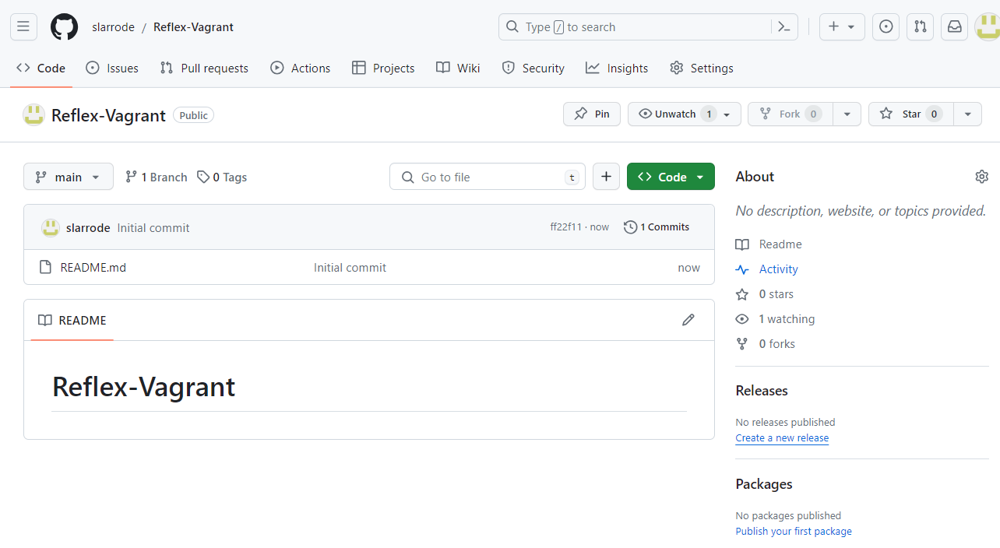 slarrode / Reflex-Vagrant
Type / to search
Code Issues Pull requests Actions Projects Wiki Security Insights Settings
Reflex-Vagrant Public
Pin Unwatch 1 Fork 0 Star 0
main 1 Branch 0 Tags
Go to file t
Code
slarrode Initial commit ff22f11 · now 1 Commits
README.md Initial commit now
README
Reflex-Vagrant
About
No description, website, or topics provided.
Readme
Activity
0 stars
1 watching
0 forks
Releases
No releases published
Create a new release
Packages
No packages published
Publish your first package